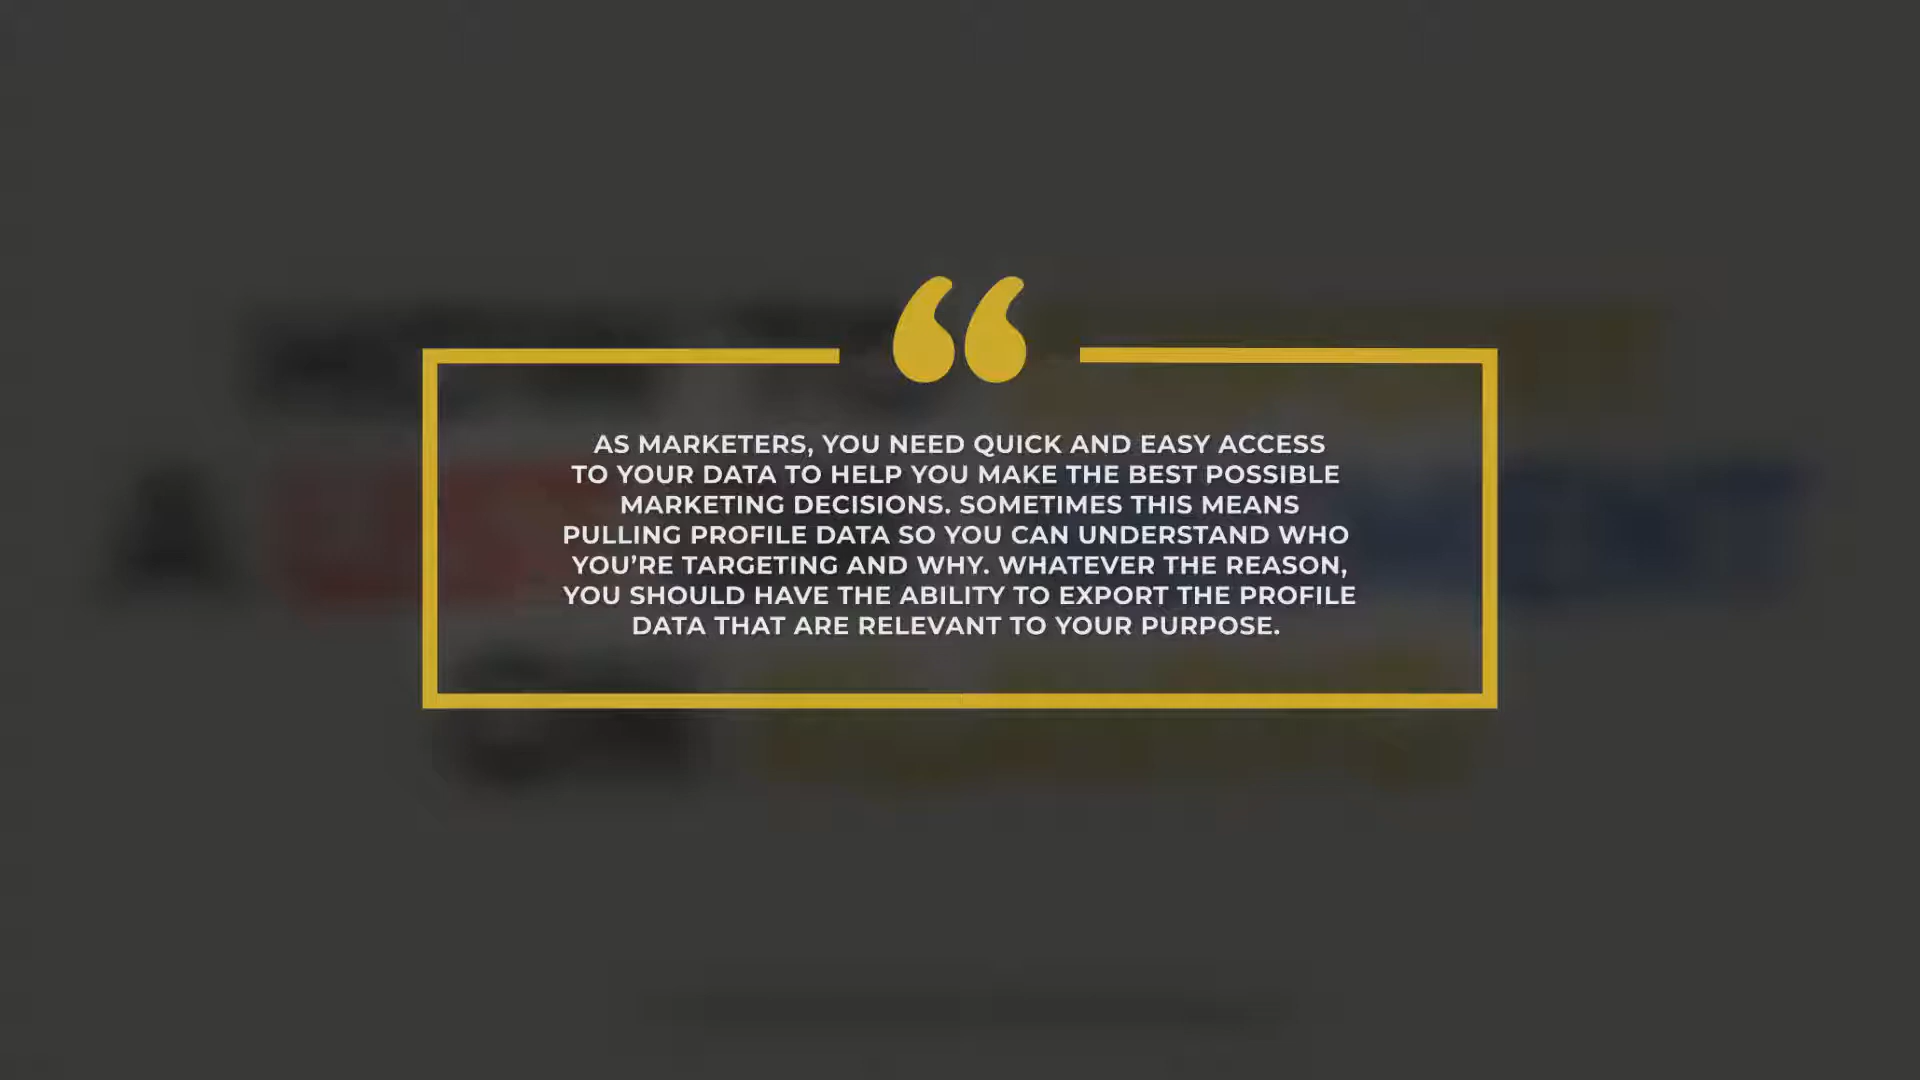 AS MARKETERS, YOU NEED QUICK AND EASY ACCESS
TO YOUR DATA TO HELP YOU MAKE THE BEST POSSIBLE
MARKETING DECISIONS. SOMETIMES THIS MEANS
PULLING PROFILE DATA SO YOU CAN UNDERSTAND WHO
YOU’RE TARGETING AND WHY. WHATEVER THE REASON,
YOU SHOULD HAVE THE ABILITY TO EXPORT THE PROFILE
DATA THAT ARE RELEVANT TO YOUR PURPOSE.